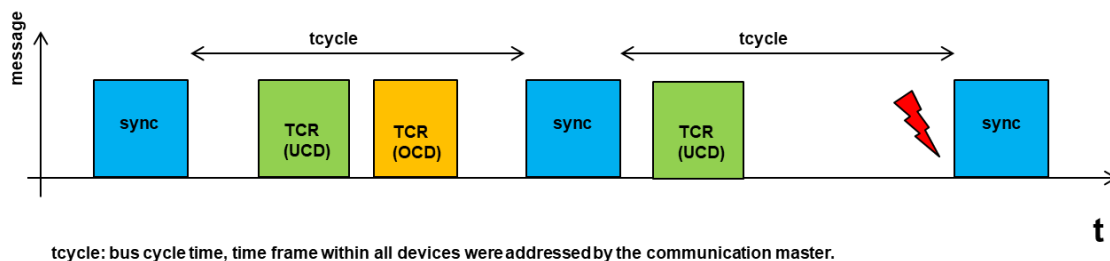 message
tcycle
tcycle
sync
TCR
(UCD)
TCR
(OCD)
sync
TCR
(UCD)
sync
t
tcycle: bus cycle time, time frame within all devices were addressed by the communication master.